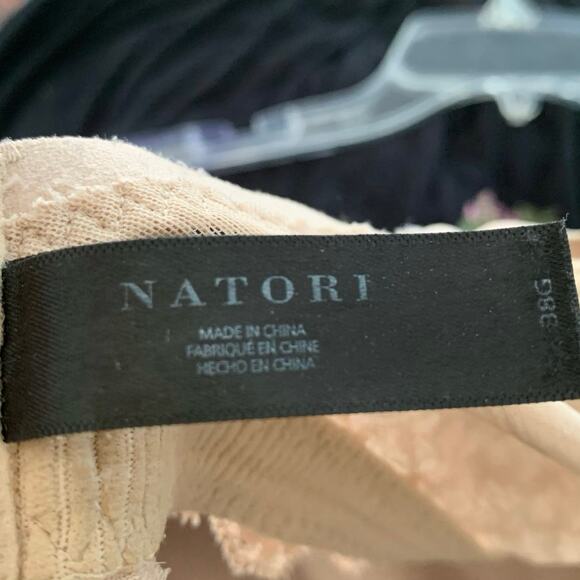 NATORI
MADE IN CHINA
FABRIQUÉ EN CHINE
HECHO EN CHINA
38G